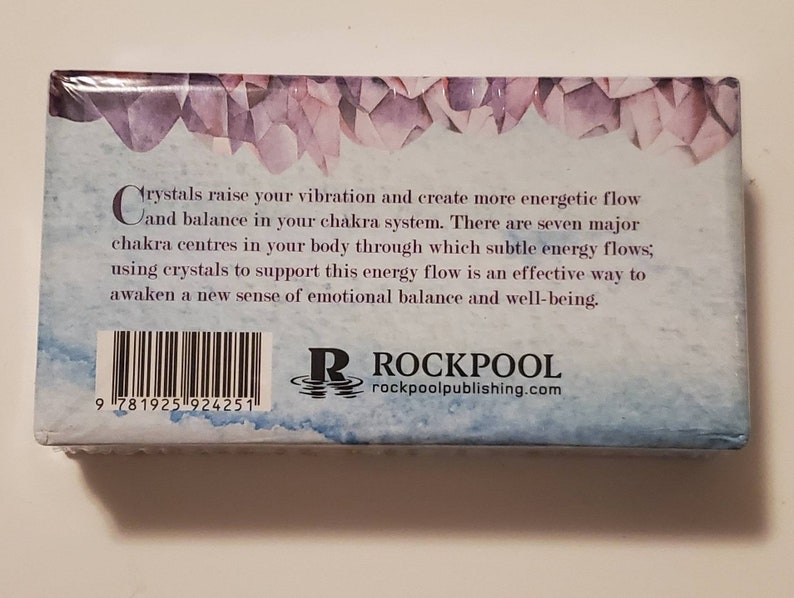 Crystals raise your vibration and create more energetic flow
and balance in your chakra system. There are seven major
chakra centres in your body through which subtle energy flows;
using crystals to support this energy flow is an effective way to
awaken a new sense of emotional balance and well-being.
R ROCKPOOL
rockpoolpublishing.com
9 781925 924251